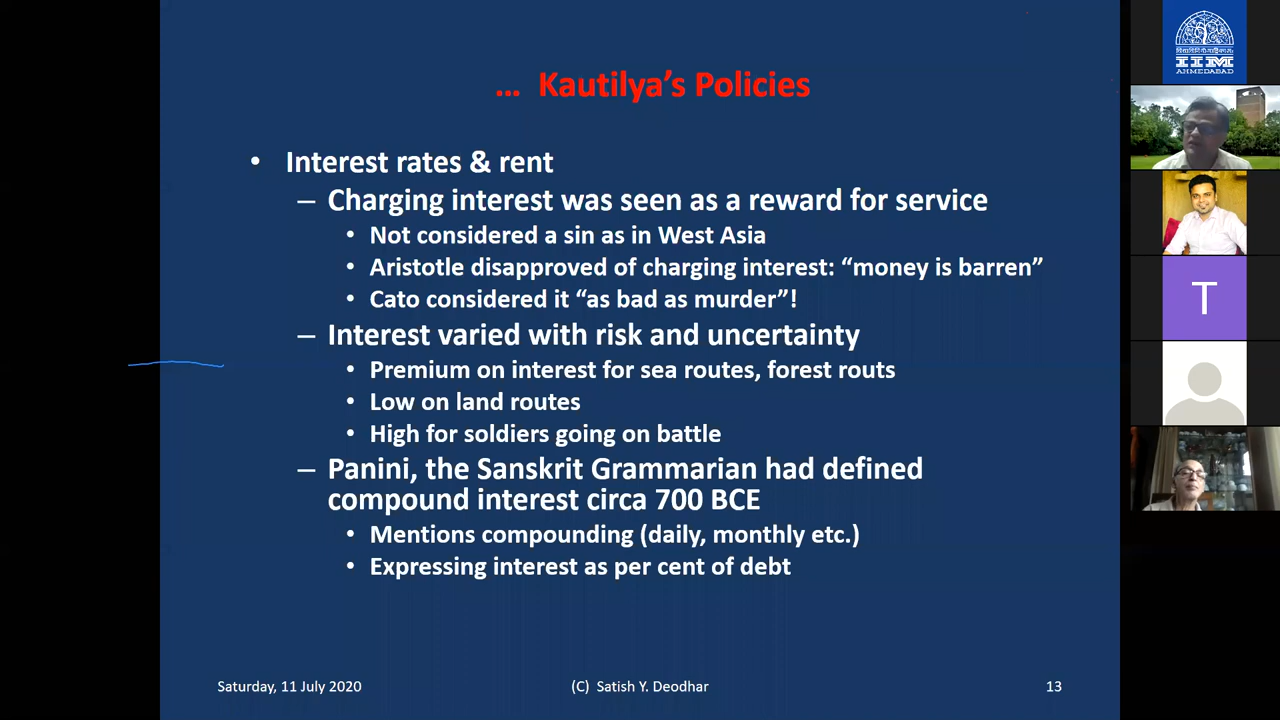 … Kautilya’s Policies
• Interest rates & rent
– Charging interest was seen as a reward for service
• Not considered a sin as in West Asia
• Aristotle disapproved of charging interest: “money is barren”
• Cato considered it “as bad as murder”!
– Interest varied with risk and uncertainty
• Premium on interest for sea routes, forest routs
• Low on land routes
• High for soldiers going on battle
– Panini, the Sanskrit Grammarian had defined
compound interest circa 700 BCE
• Mentions compounding (daily, monthly etc.)
• Expressing interest as per cent of debt
Saturday, 11 July 2020
(C) Satish Y. Deodhar
13
IIM
AHMEDABAD
T